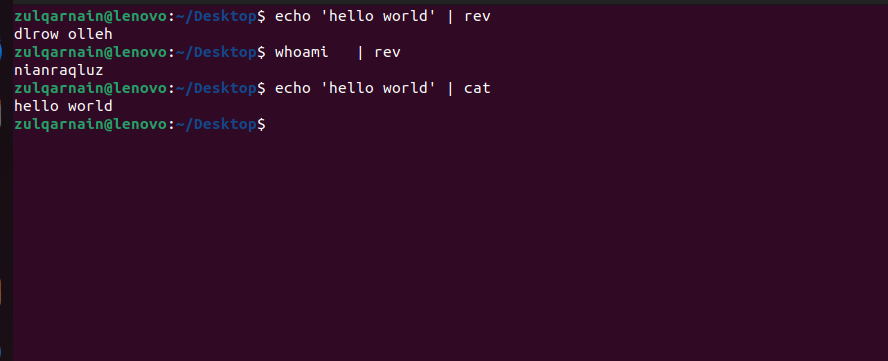 zulqarnain@lenovo:~/Desktop$ echo 'hello world' | rev
dlrow olleh
zulqarnain@lenovo:~/Desktop$ whoami   | rev
nianraqluz
zulqarnain@lenovo:~/Desktop$ echo 'hello world' | cat
hello world
zulqarnain@lenovo:~/Desktop$